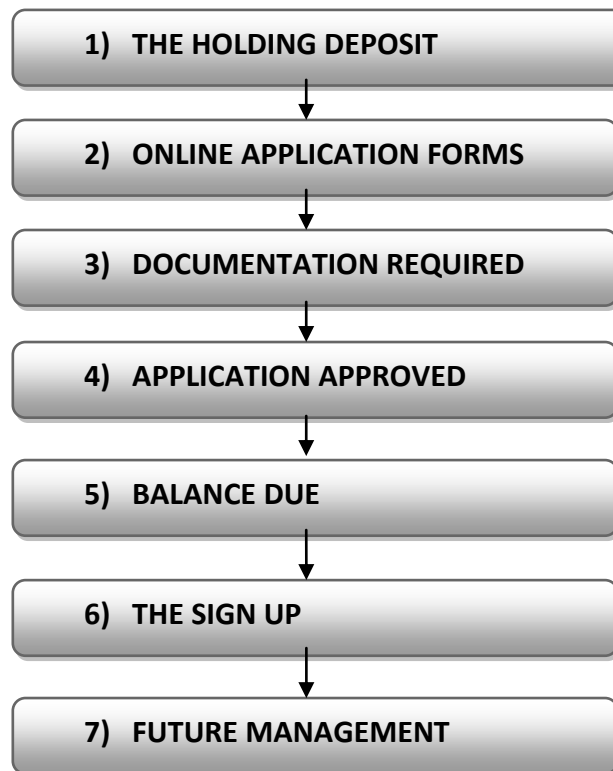 1) THE HOLDING DEPOSIT
2) ONLINE APPLICATION FORMS
3) DOCUMENTATION REQUIRED
4) APPLICATION APPROVED
5) BALANCE DUE
6) THE SIGN UP
7) FUTURE MANAGEMENT